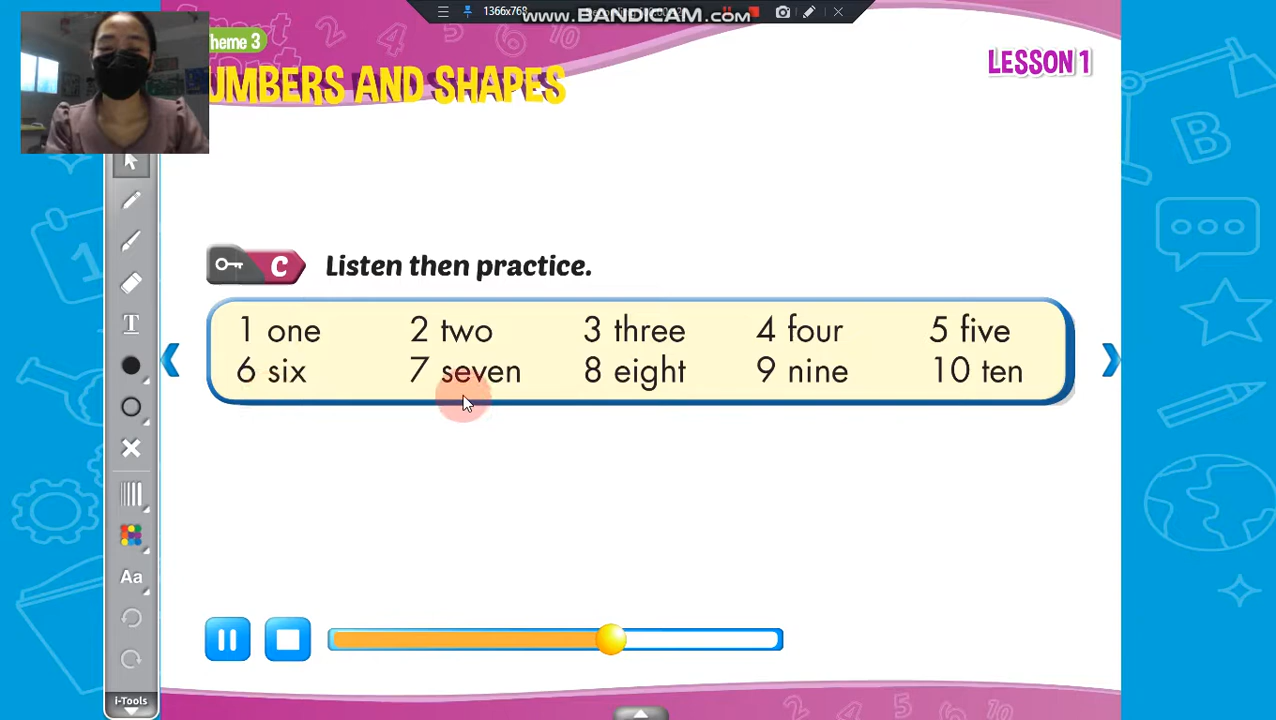 1366x768
www.BANDICAM.com
heme 3
UMBERS AND SHAPES
LESSON 1
C Listen then practice.
1 one 2 two 3 three 4 four 5 five
6 six 7 seven 8 eight 9 nine 10 ten
T
Aa
i-Tools